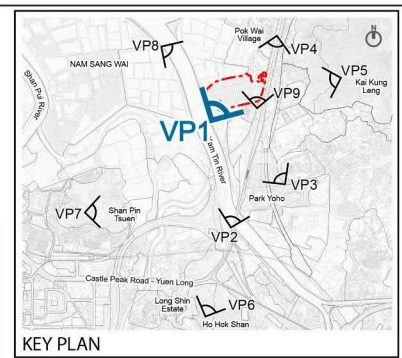 N
Pok Wai
Village
VP4
VP8
NAM SANG WAI
VP5
Kai Kung
Leng
Shan Pui River
VP9
VP1
Kam Tin River
VP3
Park Yoho
VP7
Shan Pin
Tsuen
VP2
Castle Peak Road - Yuen Long
Long Shin
Estate
VP6
Ho Hok Shan
KEY PLAN